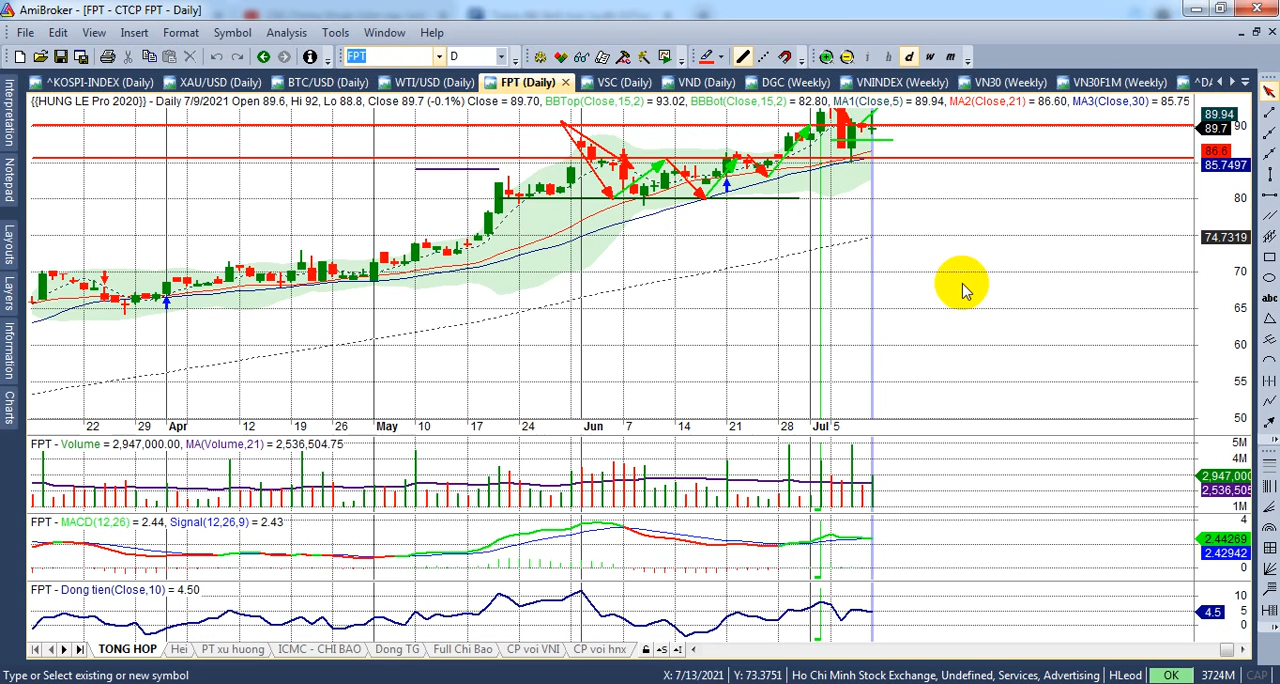 AmiBroker - [FPT - CTCP FPT - Daily]
File Edit View Insert Format Symbol Analysis Tools Window Help
FPT D i h d w m
^KOSPI-INDEX (Daily) XAU/USD (Daily) BTC/USD (Daily) WTI/USD (Daily) FPT (Daily) VSC (Daily) VND (Daily) DGC (Weekly) VNINDEX (Weekly) VN30 (Weekly) VN30F1M (Weekly) ^DA
{{HUNG LE Pro 2020}} - Daily 7/9/2021 Open 89.6, Hi 92, Lo 88.8, Close 89.7 (-0.1%) Close = 89.70, BBTop(Close,15,2) = 93.02, BBBot(Close,15,2) = 82.80, MA1(Close,5) = 89.94, MA2(Close,21) = 86.60, MA3(Close,30) = 85.75
Interpretation
Notepad
Layouts
Layers
Information
Charts
89.94
90
89.7
86.6
85.7497
80
74.7319
70
65
60
55
50
abc
22 29 Apr 12 19 26 May 10 17 24 Jun 7 14 21 28 Jul 5
FPT - Volume = 2,947,000.00, MA(Volume,21) = 2,536,504.75
5M
4M
2,947,000
2,536,505
1M
FPT - MACD(12,26) = 2.44, Signal(12,26,9) = 2.43
4
2.44269
2.42942
0
FPT - Dong tien(Close,10) = 4.50
10
5
4.5
0
TONG HOP Hei PT xu huong ICMC - CHI BAO Dong TG Full Chi Bao CP voi VNI CP voi hnx
Type or Select existing or new symbol X: 7/13/2021 Y: 73.3751 Ho Chi Minh Stock Exchange, Undefined, Services, Advertising HLeod OK 3724M CAP